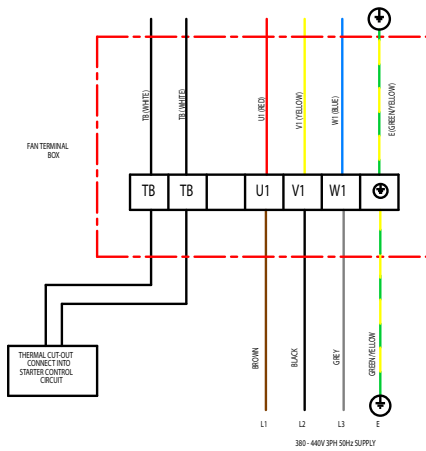 TB (WHITE)
TB (WHITE)
U1 (RED)
V1 (YELLOW)
W1 (BLUE)
E(GREEN/YELLOW)
FAN TERMINAL
BOX
TB TB U1 V1 W1
THERMAL CUT-OUT
CONNECT INTO
STARTER CONTROL
CIRCUIT
BROWN
BLACK
GREY
GREEN/YELLOW
L1 L2 L3 E
380 - 440V 3PH 50Hz SUPPLY